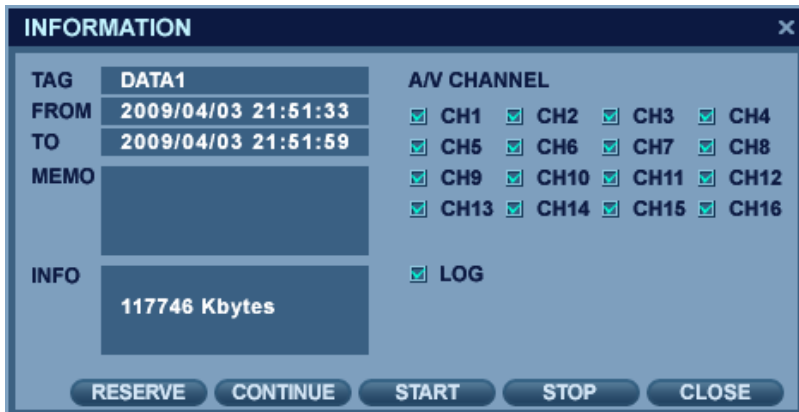 INFORMATION
TAG DATA1
FROM 2009/04/03 21:51:33
TO 2009/04/03 21:51:59
MEMO
INFO 117746 Kbytes
A/V CHANNEL
CH1 CH2 CH3 CH4
CH5 CH6 CH7 CH8
CH9 CH10 CH11 CH12
CH13 CH14 CH15 CH16
LOG
RESERVE CONTINUE START STOP CLOSE